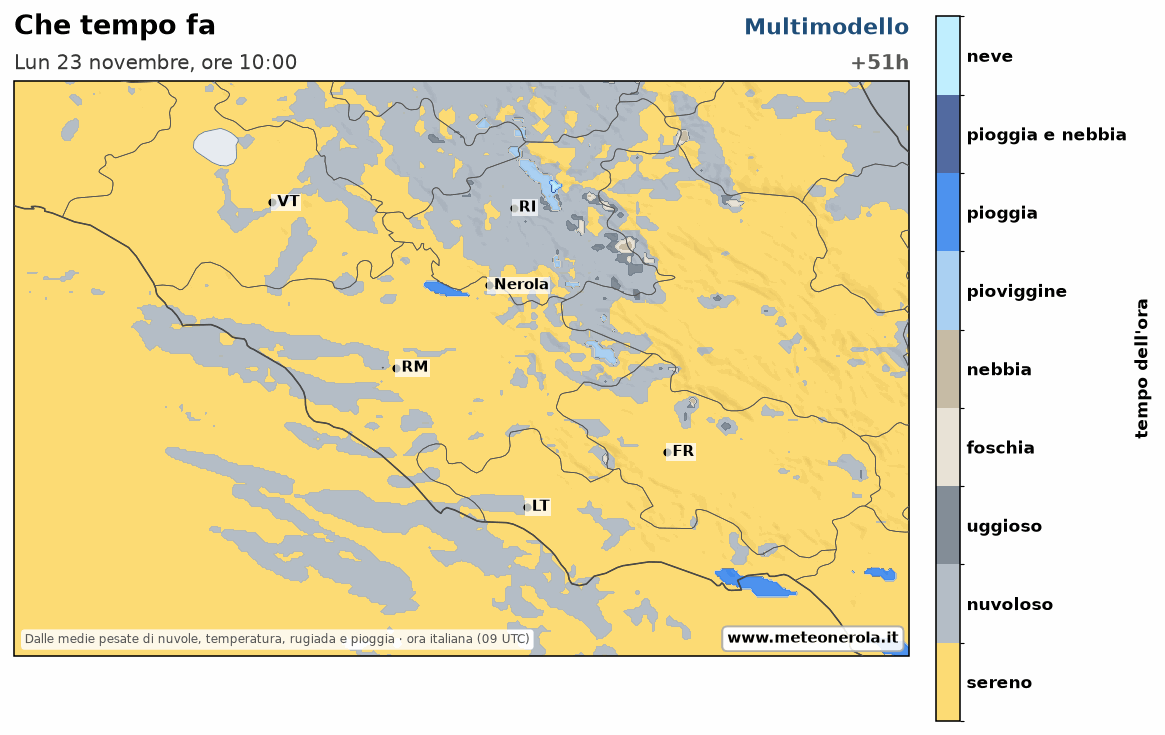 Che tempo fa
Multimodello
Lun 23 novembre, ore 10:00
+51h
neve
pioggia e nebbia
pioggia
pioviggine
nebbia
foschia
uggioso
nuvoloso
sereno
tempo dell'ora
VT
RI
Nerola
RM
FR
LT
Dalle medie pesate di nuvole, temperatura, rugiada e pioggia · ora italiana (09 UTC)
www.meteonerola.it